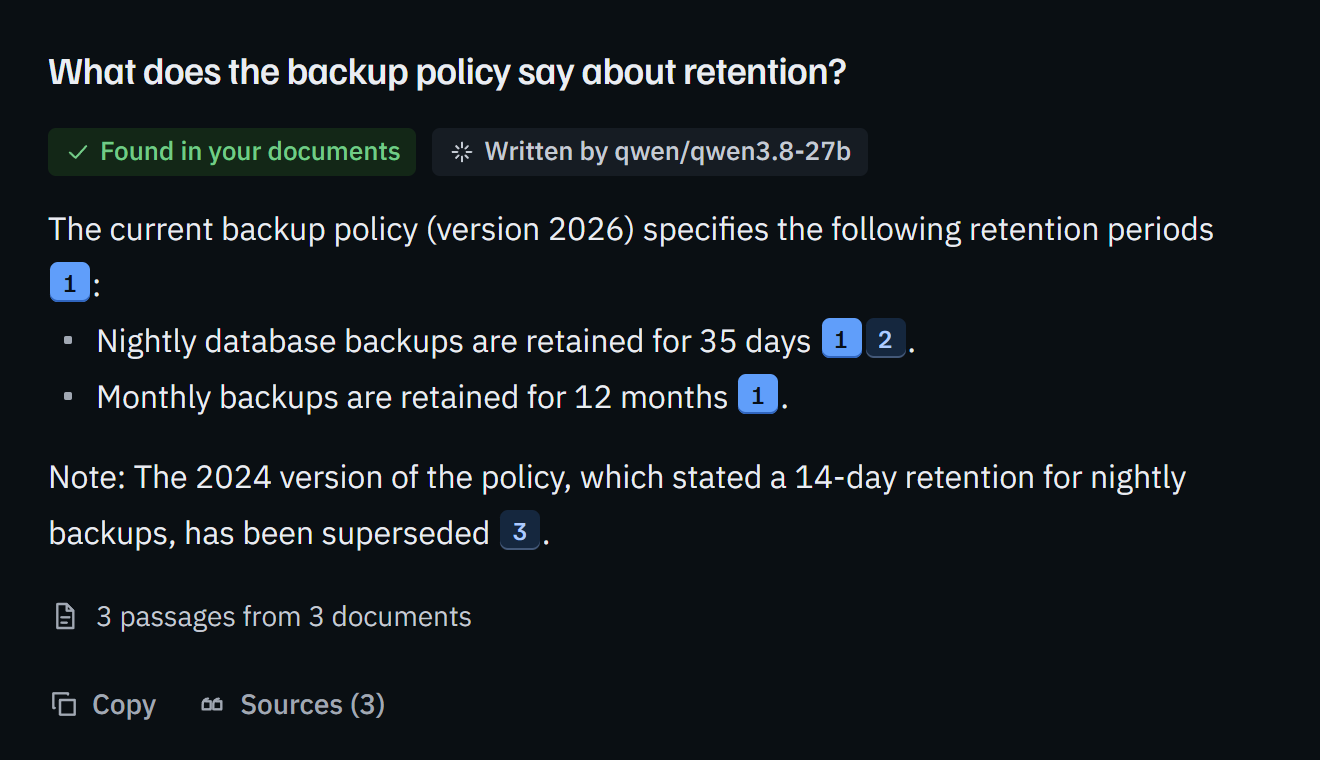 What does the backup policy say about retention?
Found in your documents
Written by qwen/qwen3.8-27b
The current backup policy (version 2026) specifies the following retention periods
1:
Nightly database backups are retained for 35 days 1 2.
Monthly backups are retained for 12 months 1.
Note: The 2024 version of the policy, which stated a 14-day retention for nightly
backups, has been superseded 3.
3 passages from 3 documents
Copy
Sources (3)